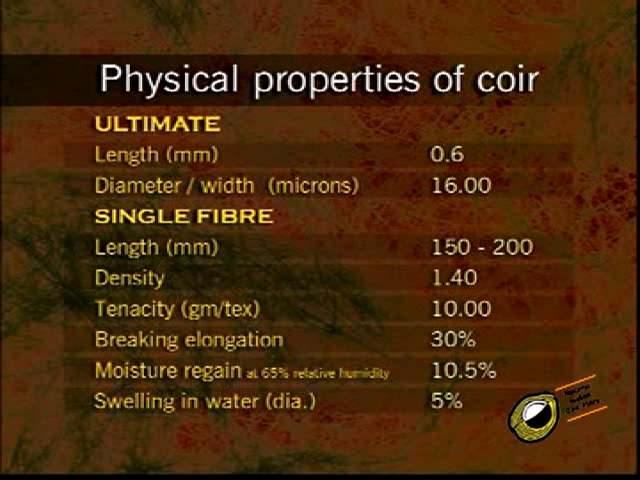 Physical properties of coir
ULTIMATE
Length (mm) 0.6
Diameter / width (microns) 16.00
SINGLE FIBRE
Length (mm) 150 - 200
Density 1.40
Tenacity (gm/tex) 10.00
Breaking elongation 30%
Moisture regain at 65% relative humidity 10.5%
Swelling in water (dia.) 5%